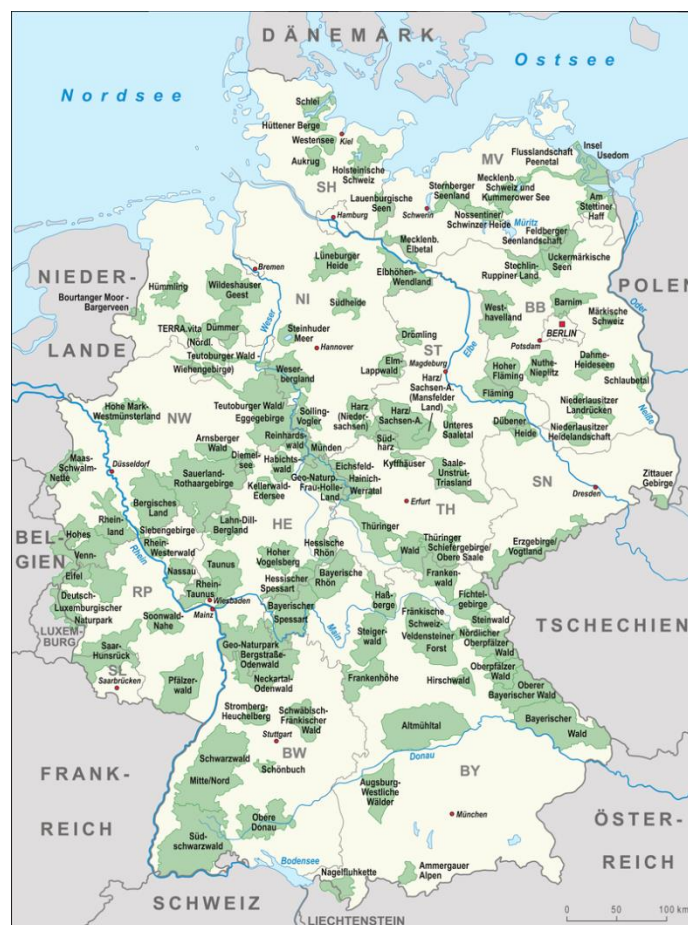 DÄNEMARK
Ostsee
Nordsee
Schlei
Hüttener Berge
Kiel
Westensee
Aukrug
Holsteinische
Schweiz
SH
Insel
Usedom
Flusslandschaft
Peenetal
MV
Mecklenb.
Schweiz und
Kummerower See
Am
Stettiner
Haff
Lauenburgische
Seen
Sternberger
Seenland
Schwerin
Nossentiner/
Schwinzer Heide
Müritz
Hamburg
Feldberger
Seenlandschaft
Mecklenb.
Elbetal
Uckermärkische
Seen
Stechlin-
Ruppiner Land
Elbhöhen-
Wendland
Lüneburger
Heide
Bremen
NIEDER-
LANDE
Bourtanger Moor -
Bargerveen
Hümmling
Wildeshauser
Geest
NI
Südheide
Weser
POLEN
Oder
West-
havelland
BB
Barnim
Märkische
Schweiz
BERLIN
Potsdam
TERRA.vita
(Nördl.
Teutoburger Wald -
Wiehengebirge)
Dümmer
Steinhuder
Meer
Hannover
Drömling
ST
Elbe
Magdeburg
Elm-
Lappwald
Harz/
Sachsen-A.
(Mansfelder
Land)
Hoher
Fläming
Nuthe-
Nieplitz
Dahme-
Heideseen
Schlaubetal
Fläming
Niederlausitzer
Landrücken
Niederlausitzer
Heidelandschaft
Neiße
Weser-
bergland
NW
Hohe Mark-
Westmünsterland
Teutoburger Wald/
Eggegebirge
Solling-
Vogler
Harz
(Nieder-
sachsen)
Harz/
Sachsen-A.
Unteres
Saaletal
Dübener
Heide
Arnsberger
Wald
Reinhards-
wald
Münden
Süd-
harz
Kyffhäuser
Maas-
Schwalm-
Nette
Düsseldorf
Diemel-
see
Habichts-
wald
Eichsfeld-
Hainich-
Werratal
Saale-
Unstrut-
Triasland
SN
Dresden
Zittauer
Gebirge
Sauerland-
Rothaargebirge
Kellerwald-
Edersee
Geo-Naturp.
Frau-Holle-
Land
Erfurt
TH
Bergisches
Land
Rhein-
land
Siebengebirge
Lahn-Dill-
Bergland
HE
Thüringer
Wald
Thüringer
Schiefergebirge/
Obere Saale
Erzgebirge/
Vogtland
BEL-
GIEN
Hohes
Venn-
Eifel
Rhein-
Westerwald
Rhein
Hoher
Vogelsberg
Hessische
Rhön
Bayerische
Rhön
Franken-
wald
Nassau
Taunus
Hessischer
Spessart
Rhein-
Taunus
Deutsch-
Luxemburgischer
Naturpark
RP
Wiesbaden
Mainz
Bayerischer
Spessart
Haß-
berge
Fichtel-
gebirge
Steinwald
LUXEM-
BURG
Soonwald-
Nahe
Main
Steiger-
wald
Fränkische
Schweiz-
Veldensteiner
Forst
Nördlicher
Oberpfälzer
Wald
TSCHECHIEN
Saar-
Hunsrück
SL
Saarbrücken
Geo-Naturpark
Bergstraße-
Odenwald
Neckartal-
Odenwald
Frankenhöhe
Hirschwald
Oberpfälzer
Wald
Oberer
Bayerischer Wald
Pfälzer-
wald
Stromberg-
Heuchelberg
Schwäbisch-
Fränkischer
Wald
Altmühltal
Bayerischer
Wald
Stuttgart
BW
Schönbuch
Donau
BY
FRANK-
REICH
Schwarzwald
Mitte/Nord
Augsburg-
Westliche
Wälder
München
Obere
Donau
Süd-
schwarzwald
ÖSTER-
REICH
Bodensee
Nagelfluhkette
Ammergauer
Alpen
SCHWEIZ
LIECHTENSTEIN
0 50 100 km